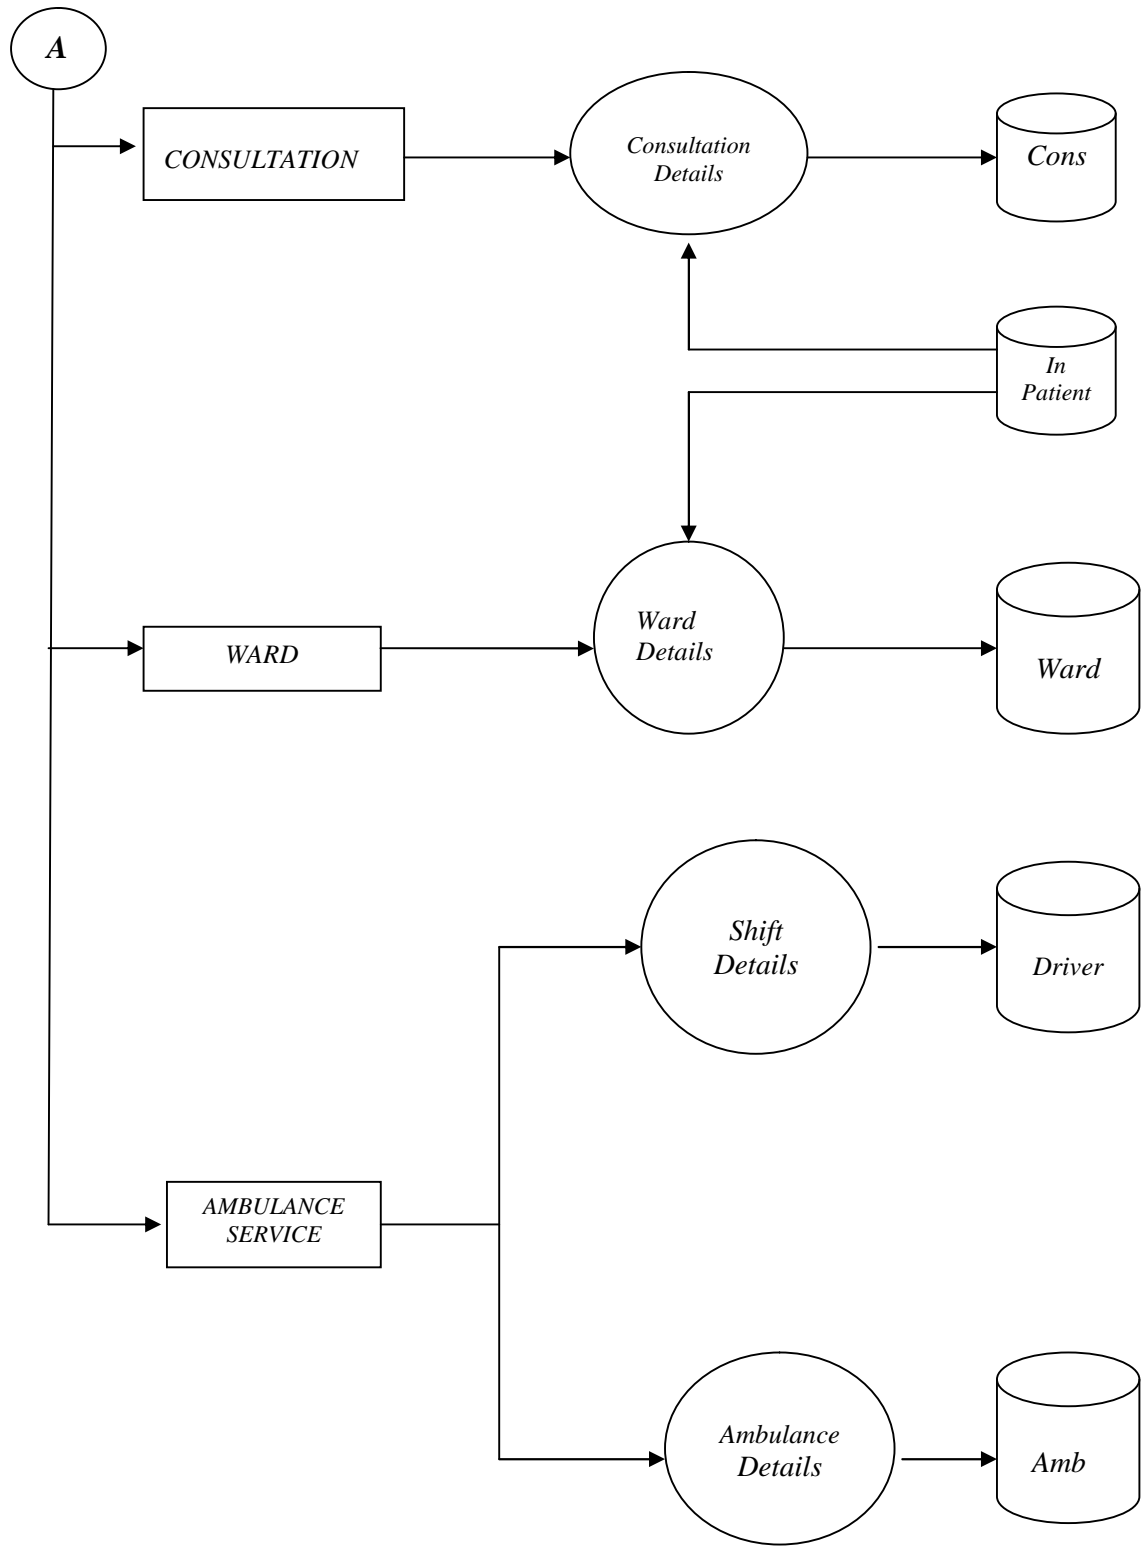 A
CONSULTATION
Consultation
Details
Cons
In
Patient
WARD
Ward
Details
Ward
Shift
Details
Driver
AMBULANCE
SERVICE
Ambulance
Details
Amb